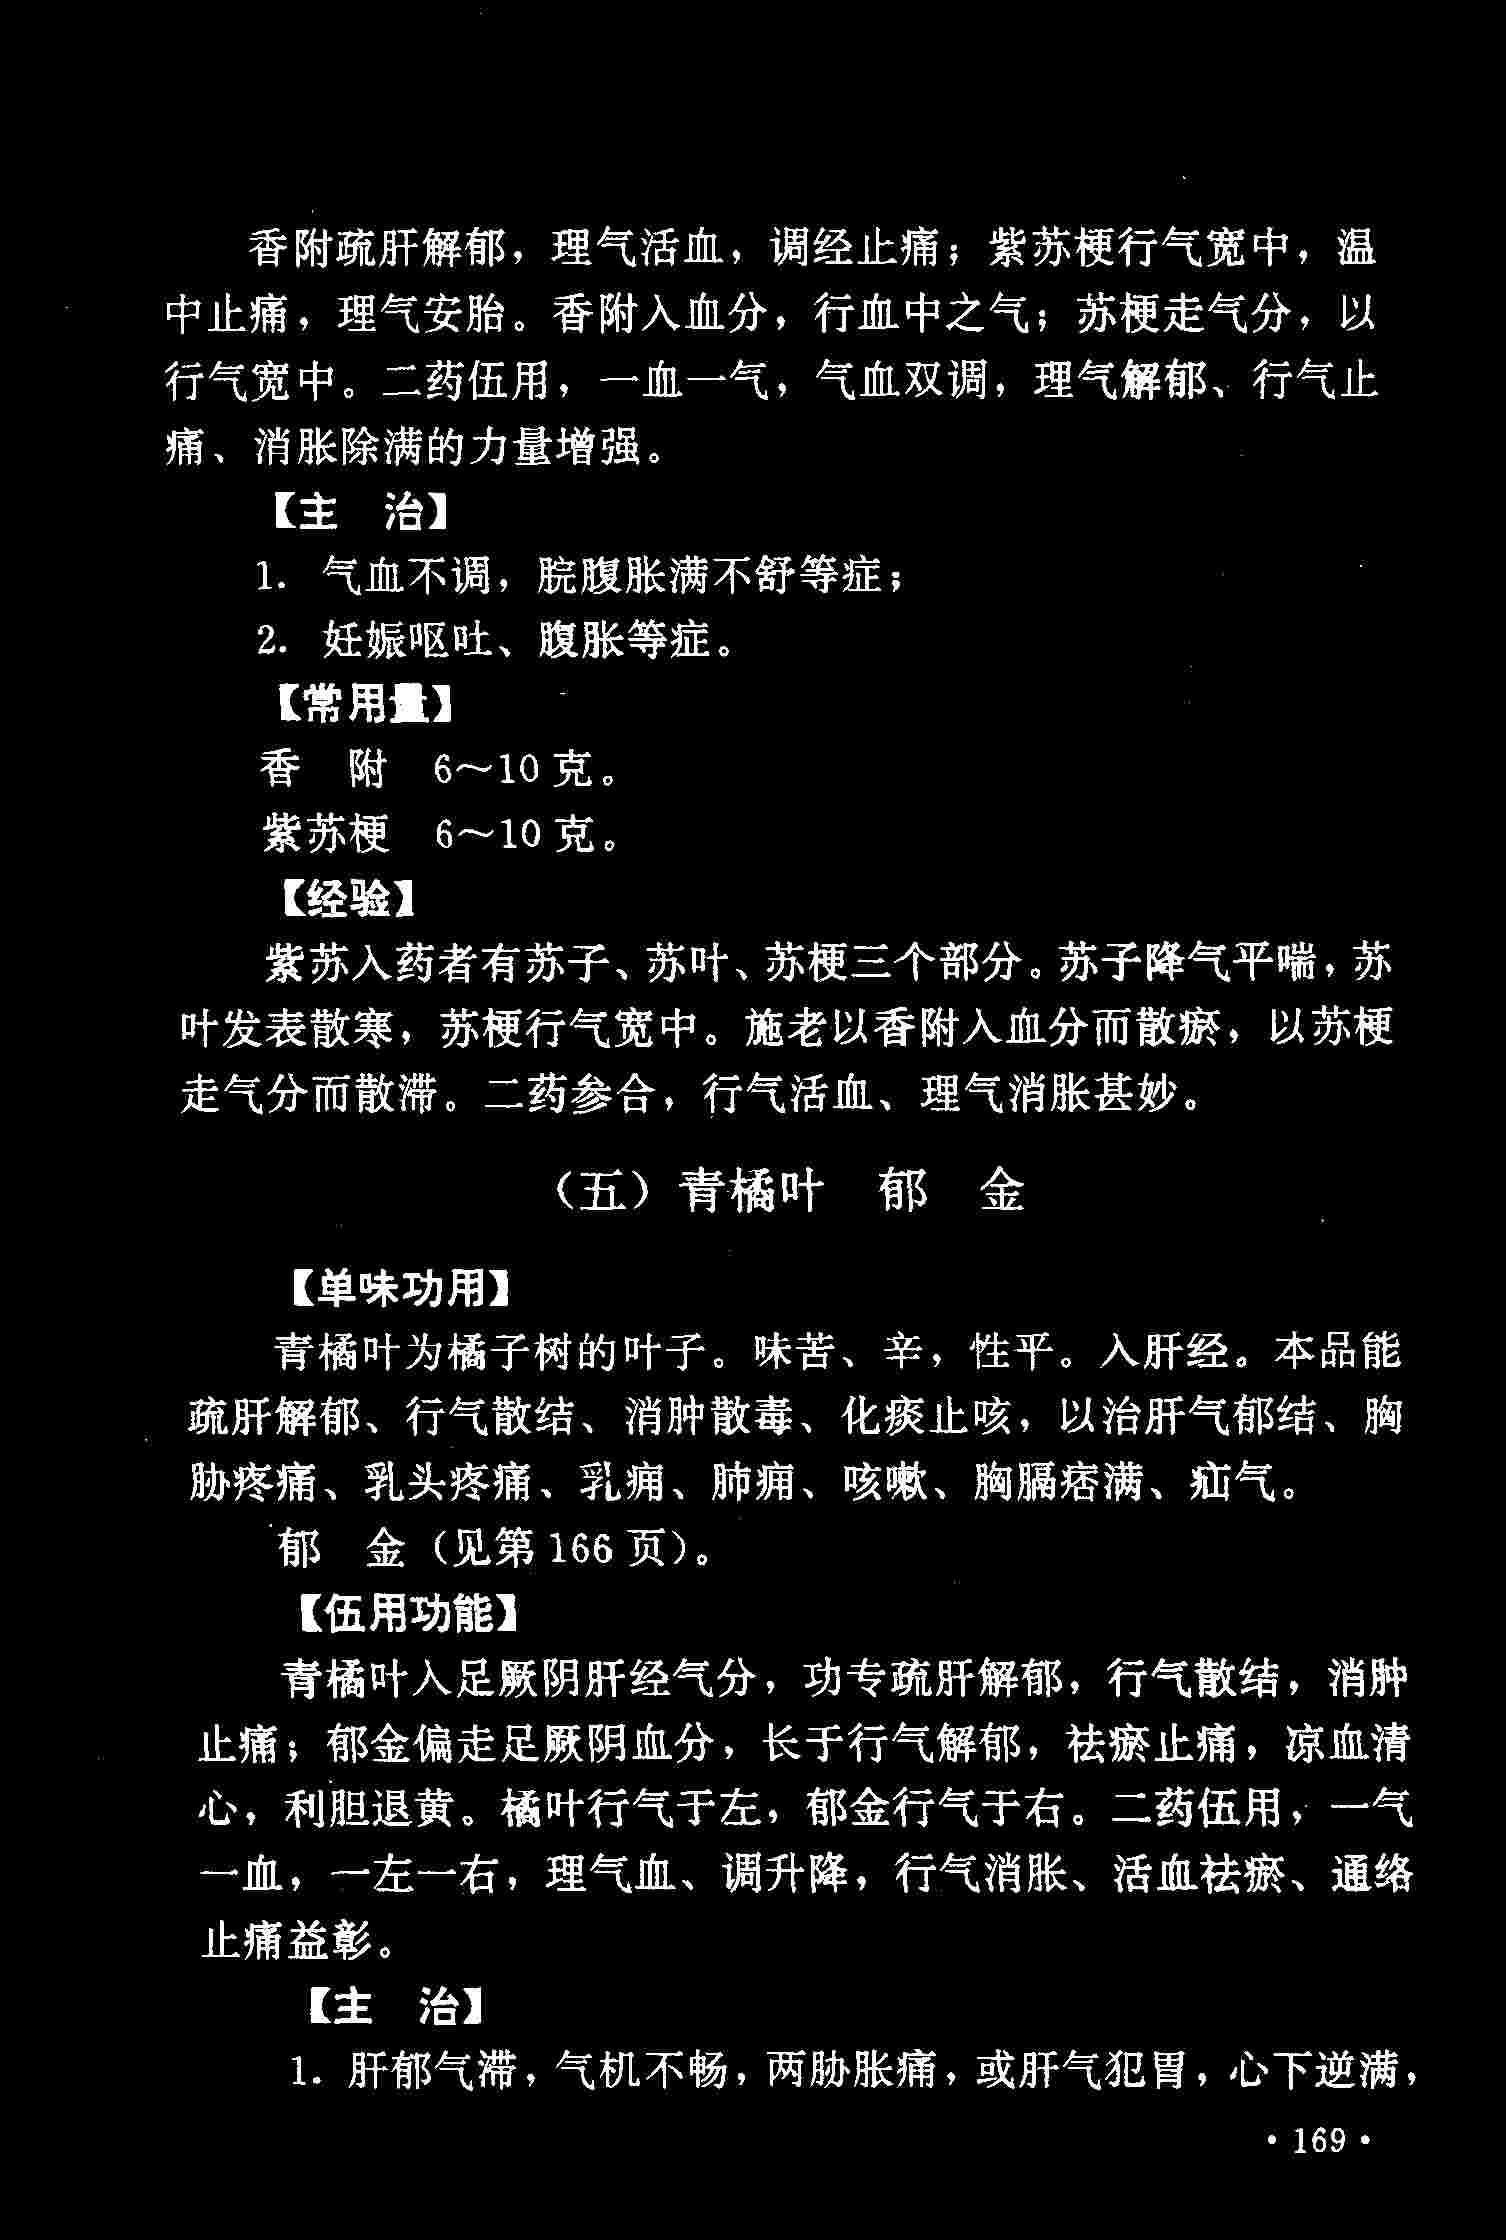 香附疏肝解郁，理气活血，调经止痛；紫苏梗行气宽中，温
中止痛，理气安胎。香附入血分，行血中之气；苏梗走气分，以
行气宽中。二药伍用，一血一气，气血双调，理气解郁、行气止
痛、消胀除满的力量增强。
【主　治】
1. 气血不调，脘腹胀满不舒等症；
2. 妊娠呕吐、腹胀等症。
【常用量】
香　附　6～10 克。
紫苏梗　6～10 克。
【经验】
紫苏入药者有苏子、苏叶、苏梗三个部分。苏子降气平喘，苏
叶发表散寒，苏梗行气宽中。施老以香附入血分而散瘀，以苏梗
走气分而散滞。二药参合，行气活血、理气消胀甚妙。
（五）青橘叶　郁　金
【单味功用】
青橘叶为橘子树的叶子。味苦、辛，性平。入肝经。本品能
疏肝解郁、行气散结、消肿散毒、化痰止咳，以治肝气郁结、胸
胁疼痛、乳头疼痛、乳痈、肺痈、咳嗽、胸膈痞满、疝气。
郁　金（见第 166 页）。
【伍用功能】
青橘叶入足厥阴肝经气分，功专疏肝解郁，行气散结，消肿
止痛；郁金偏走足厥阴血分，长于行气解郁，祛瘀止痛，凉血清
心，利胆退黄。橘叶行气于左，郁金行气于右。二药伍用，一气
一血，一左一右，理气血、调升降，行气消胀、活血祛瘀、通络
止痛益彰。
【主　治】
1. 肝郁气滞，气机不畅，两胁胀痛，或肝气犯胃，心下逆满，
· 169 ·